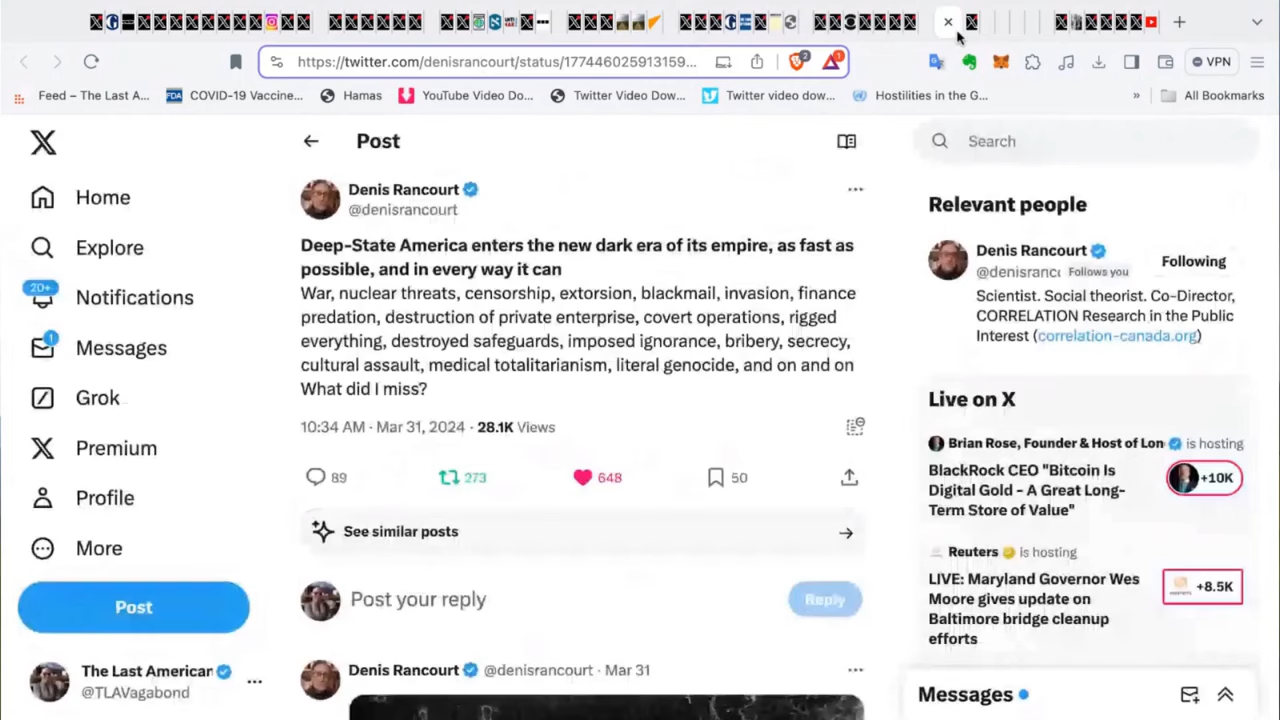 https://twitter.com/denisrancourt/status/177446025913159...
2
1
VPN
Feed – The Last A...
FDA
COVID-19 Vaccine...
Hamas
YouTube Video Do...
Twitter Video Dow...
Twitter video dow...
Hostilities in the G...
»
All Bookmarks
Home
Explore
20+
Notifications
1
Messages
Grok
Premium
Profile
More
Post
The Last American
@TLAVagabond
Post
Denis Rancourt
@denisrancourt
Deep-State America enters the new dark era of its empire, as fast as
possible, and in every way it can
War, nuclear threats, censorship, extorsion, blackmail, invasion, finance
predation, destruction of private enterprise, covert operations, rigged
everything, destroyed safeguards, imposed ignorance, bribery, secrecy,
cultural assault, medical totalitarianism, literal genocide, and on and on
What did I miss?
10:34 AM · Mar 31, 2024 · 28.1K Views
89 273 648 50
See similar posts
Post your reply
Reply
Denis Rancourt @denisrancourt · Mar 31
Search
Relevant people
Denis Rancourt
@denisranc Follows you
Following
Scientist. Social theorist. Co-Director,
CORRELATION Research in the Public
Interest (correlation-canada.org)
Live on X
Brian Rose, Founder & Host of Lon is hosting
BlackRock CEO "Bitcoin Is
Digital Gold - A Great Long-
Term Store of Value"
+10K
Reuters is hosting
LIVE: Maryland Governor Wes
Moore gives update on
Baltimore bridge cleanup
efforts
+8.5K
Messages